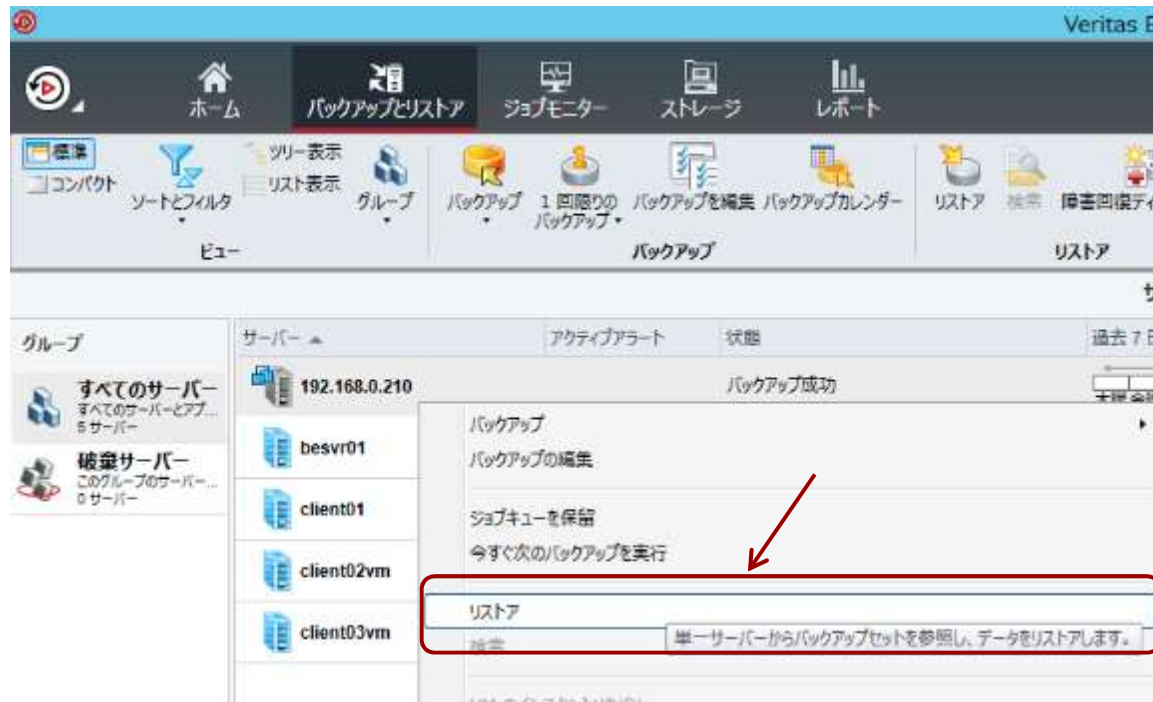 Veritas
ホーム
バックアップとリストア
ジョブモニター
ストレージ
レポート
標準
コンパクト
ソートとフィルタ
ツリー表示
リスト表示
グループ
バックアップ
1 回限りの
バックアップ
バックアップを編集
バックアップカレンダー
リストア
検索
障害回復ディ
ビュー
バックアップ
リストア
サ
グループ
サーバー
アクティブアラート
状態
過去 7 日
すべてのサーバー
すべてのサーバーとアプ...
5 サーバー
破棄サーバー
このグループのサーバー...
0 サーバー
192.168.0.210
バックアップ成功
besvr01
client01
client02vm
client03vm
バックアップ
バックアップの編集
ジョブキューを保留
今すぐ次のバックアップを実行
リストア
検索
単一サーバーからバックアップセットを参照し、データをリストアします。